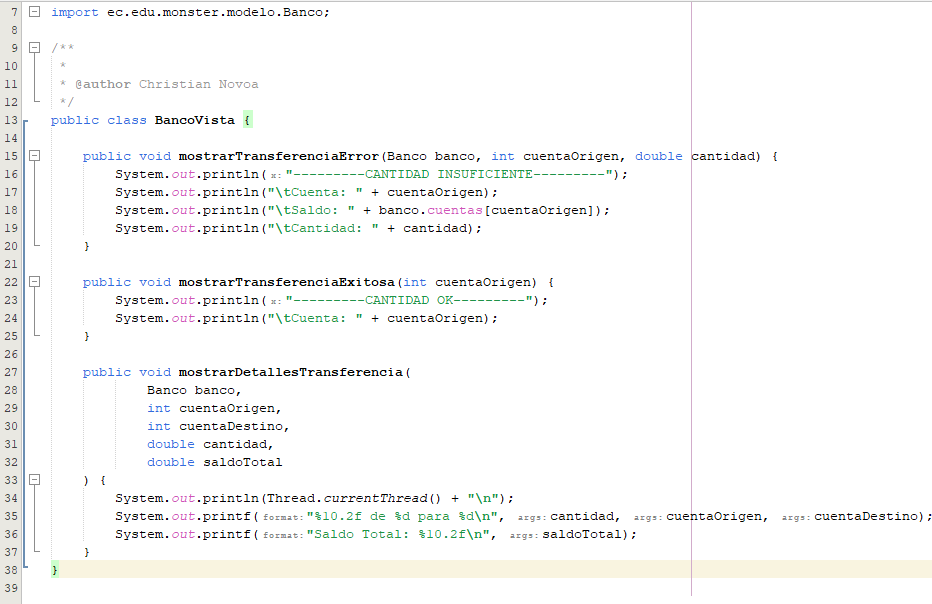 7 import ec.edu.monster.modelo.Banco;
8
9 /**
10 *
11 * @author Christian Novoa
12 */
13 public class BancoVista {
14
15 public void mostrarTransferenciaError(Banco banco, int cuentaOrigen, double cantidad) {
16 System.out.println( x: "---------CANTIDAD INSUFICIENTE---------");
17 System.out.println("\tCuenta: " + cuentaOrigen);
18 System.out.println("\tSaldo: " + banco.cuentas[cuentaOrigen]);
19 System.out.println("\tCantidad: " + cantidad);
20 }
21
22 public void mostrarTransferenciaExitosa(int cuentaOrigen) {
23 System.out.println( x: "---------CANTIDAD OK---------");
24 System.out.println("\tCuenta: " + cuentaOrigen);
25 }
26
27 public void mostrarDetallesTransferencia(
28 Banco banco,
29 int cuentaOrigen,
30 int cuentaDestino,
31 double cantidad,
32 double saldoTotal
33 ) {
34 System.out.println(Thread.currentThread() + "\n");
35 System.out.printf( format: "%10.2f de %d para %d\n", args: cantidad, args: cuentaOrigen, args: cuentaDestino);
36 System.out.printf( format: "Saldo Total: %10.2f\n", args: saldoTotal);
37 }
38 }
39